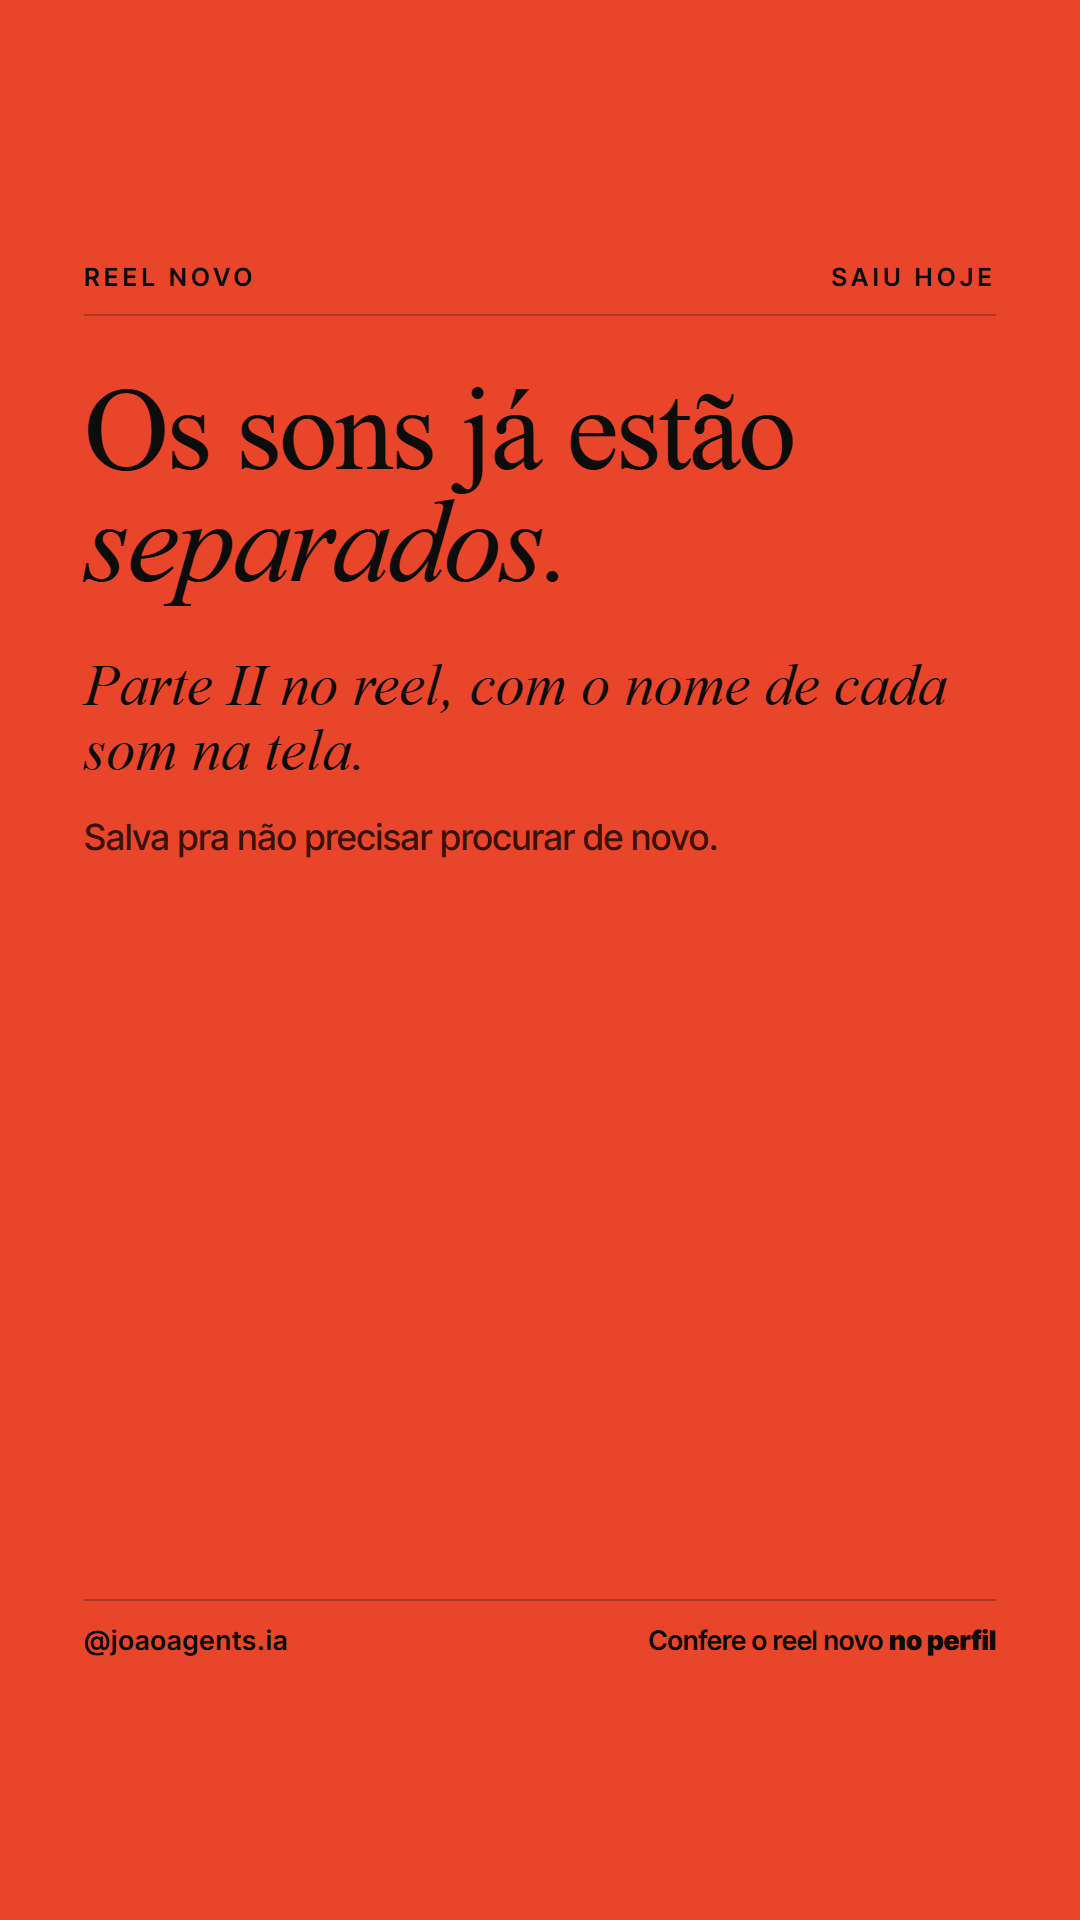 REEL NOVO
SAIU HOJE
Os sons já estão
separados.
Parte II no reel, com o nome de cada
som na tela.
Salva pra não precisar procurar de novo.
@joaoagents.ia
Confere o reel novo no perfil